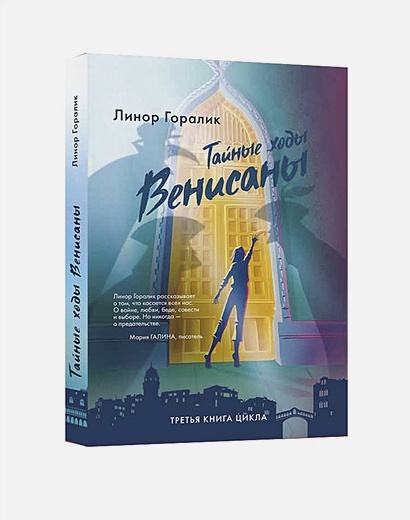 Линор Горалик
Тайные ходы Венисаны
Линор Горалик
Тайные ходы
Венисаны
Линор Горалик рассказывает
о том, что касается всех нас.
О войне, любви, беде, совести
и выборе. Но никогда —
о предательстве.
Мария ГАЛИНА, писатель
ТРЕТЬЯ КНИГА ЦИКЛА